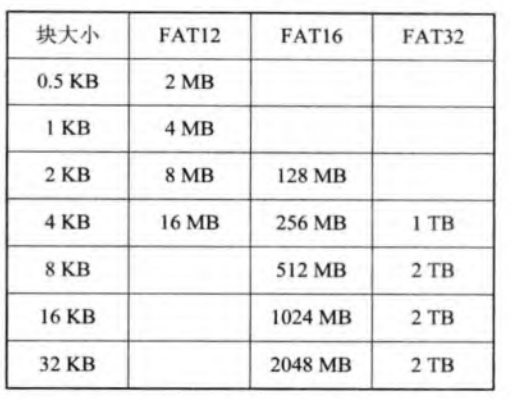 块大小 FAT12 FAT16 FAT32
0.5 KB 2 MB
1 KB 4 MB
2 KB 8 MB 128 MB
4 KB 16 MB 256 MB 1 TB
8 KB 512 MB 2 TB
16 KB 1024 MB 2 TB
32 KB 2048 MB 2 TB